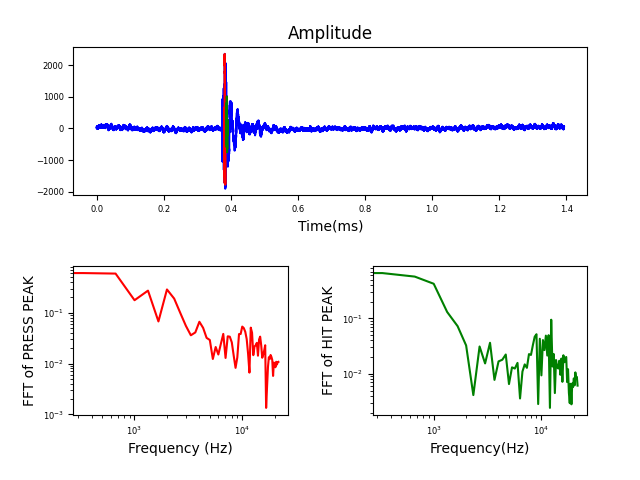 Amplitude
2000
1000
0
−1000
−2000
0.0 0.2 0.4 0.6 0.8 1.0 1.2 1.4
Time(ms)
FFT of PRESS PEAK
10⁻¹
10⁻²
10⁻³
10³ 10⁴
Frequency (Hz)
FFT of HIT PEAK
10⁻¹
10⁻²
10³ 10⁴
Frequency(Hz)